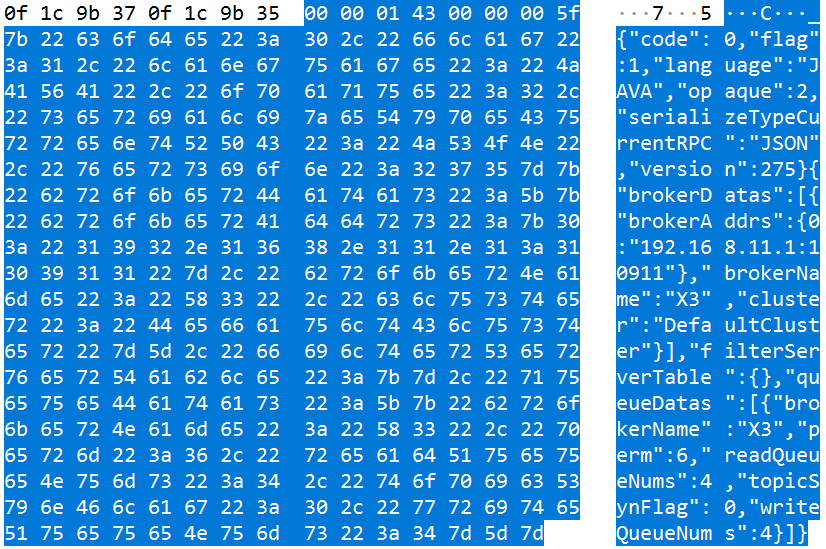 0f 1c 9b 37 0f 1c 9b 35 00 00 01 43 00 00 00 5f ···7···5 ···C···_
7b 22 63 6f 64 65 22 3a 30 2c 22 66 6c 61 67 22 {"code": 0,"flag"
3a 31 2c 22 6c 61 6e 67 75 61 67 65 22 3a 22 4a :1,"lang uage":"J
41 56 41 22 2c 22 6f 70 61 71 75 65 22 3a 32 2c AVA","op aque":2,
22 73 65 72 69 61 6c 69 7a 65 54 79 70 65 43 75 "seriali zeTypeCu
72 72 65 6e 74 52 50 43 22 3a 22 4a 53 4f 4e 22 rrentRPC ":"JSON"
2c 22 76 65 72 73 69 6f 6e 22 3a 32 37 35 7d 7b ,"versio n":275}{
22 62 72 6f 6b 65 72 44 61 74 61 73 22 3a 5b 7b "brokerD atas":[{
22 62 72 6f 6b 65 72 41 64 64 72 73 22 3a 7b 30 "brokerA ddrs":{0
3a 22 31 39 32 2e 31 36 38 2e 31 31 2e 31 3a 31 :"192.16 8.11.1:1
30 39 31 31 22 7d 2c 22 62 72 6f 6b 65 72 4e 61 0911"}," brokerNa
6d 65 22 3a 22 58 33 22 2c 22 63 6c 75 73 74 65 me":"X3" ,"cluste
72 22 3a 22 44 65 66 61 75 6c 74 43 6c 75 73 74 r":"Defa ultClust
65 72 22 7d 5d 2c 22 66 69 6c 74 65 72 53 65 72 er"}],"f ilterSer
76 65 72 54 61 62 6c 65 22 3a 7b 7d 2c 22 71 75 verTable ":{},"qu
65 75 65 44 61 74 61 73 22 3a 5b 7b 22 62 72 6f eueDatas ":[{"bro
6b 65 72 4e 61 6d 65 22 3a 22 58 33 22 2c 22 70 kerName" :"X3","p
65 72 6d 22 3a 36 2c 22 72 65 61 64 51 75 65 75 erm":6," readQueu
65 4e 75 6d 73 22 3a 34 2c 22 74 6f 70 69 63 53 eNums":4 ,"topicS
79 6e 46 6c 61 67 22 3a 30 2c 22 77 72 69 74 65 ynFlag": 0,"write
51 75 65 75 65 4e 75 6d 73 22 3a 34 7d 5d 7d QueueNum s":4}]}